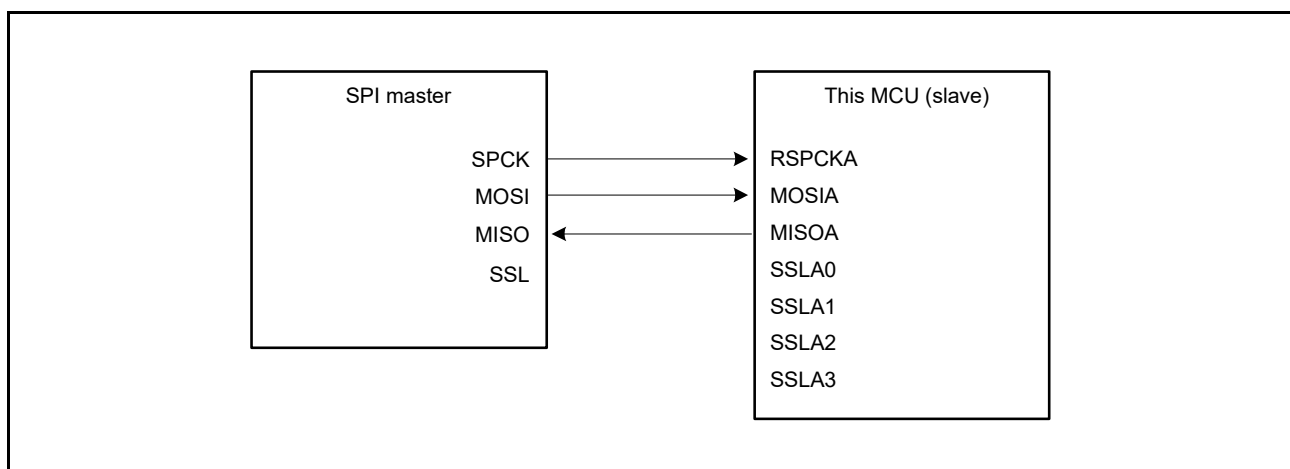 SPI master
SPCK
MOSI
MISO
SSL
This MCU (slave)
RSPCKA
MOSIA
MISOA
SSLA0
SSLA1
SSLA2
SSLA3